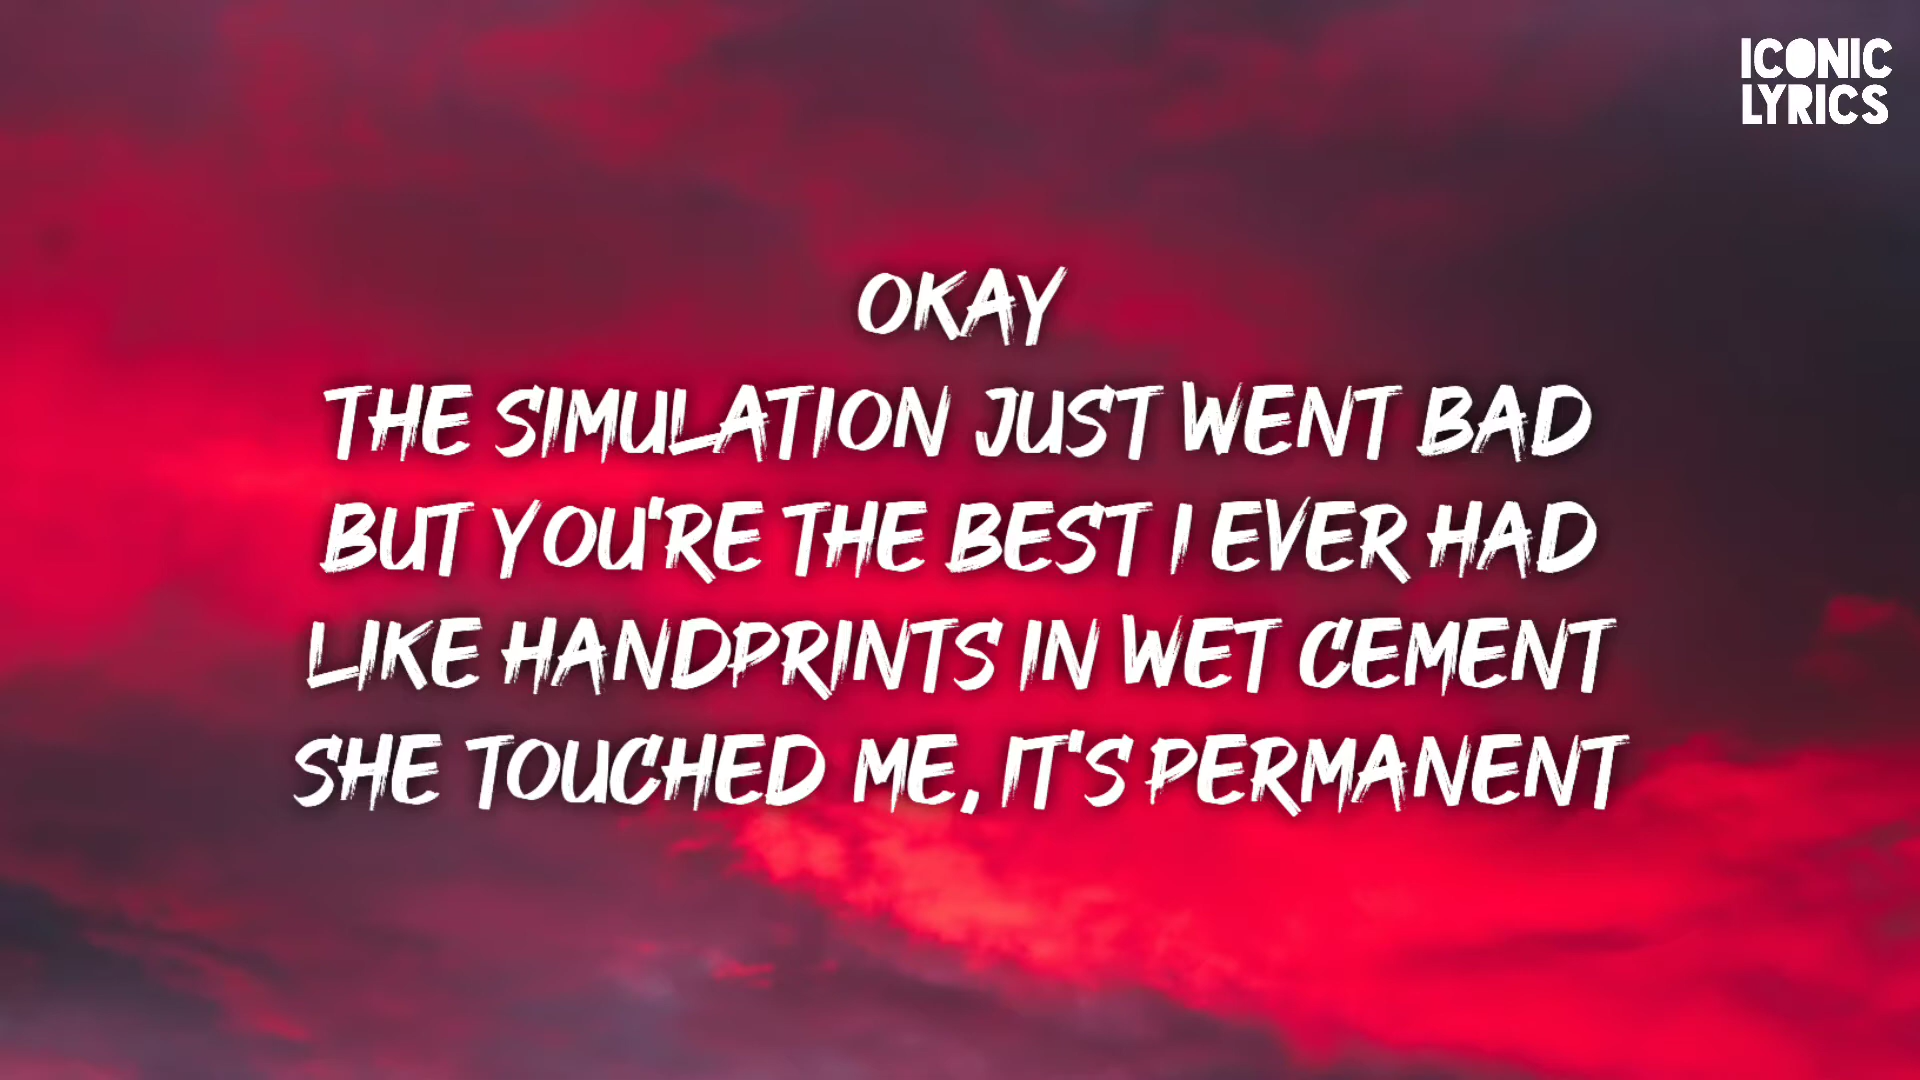 ICONIC
LYRICS
OKAY
THE SIMULATION JUST WENT BAD
BUT YOU'RE THE BEST I EVER HAD
LIKE HANDPRINTS IN WET CEMENT
SHE TOUCHED ME, IT'S PERMANENT